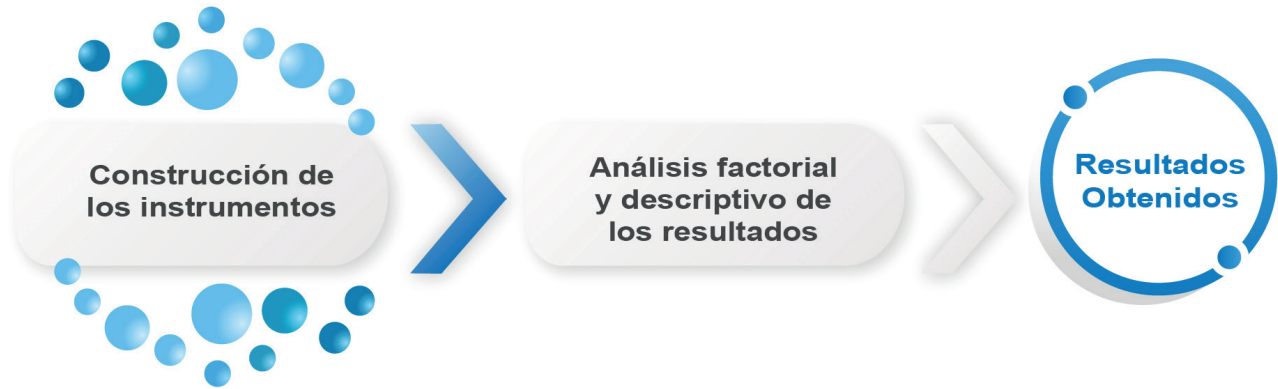 Construcción de
los instrumentos
Análisis factorial
y descriptivo de
los resultados
Resultados
Obtenidos